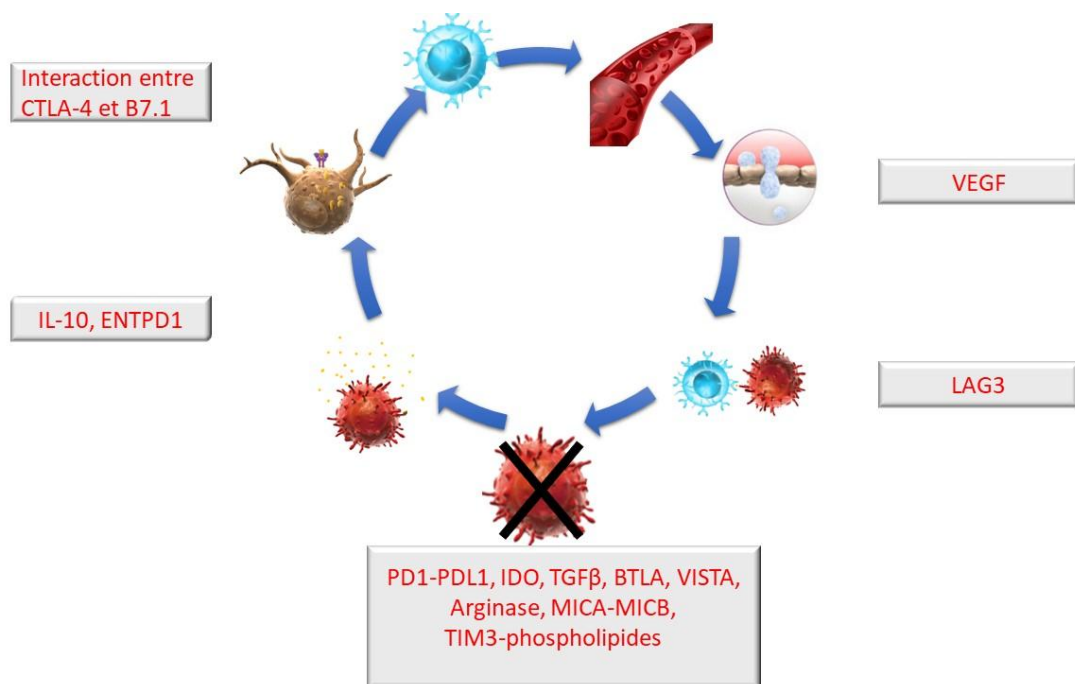 Interaction entre
CTLA-4 et B7.1
VEGF
IL-10, ENTPD1
LAG3
PD1-PDL1, IDO, TGFβ, BTLA, VISTA,
Arginase, MICA-MICB,
TIM3-phospholipides